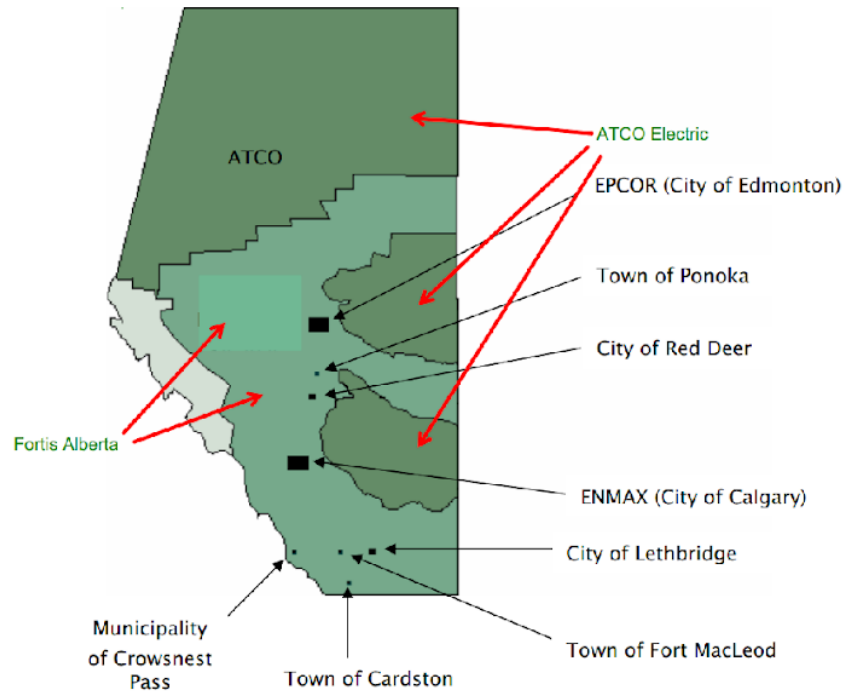 ATCO Electric
ATCO
EPCOR (City of Edmonton)
Town of Ponoka
City of Red Deer
Fortis Alberta
ENMAX (City of Calgary)
City of Lethbridge
Municipality
of Crowsnest
Pass
Town of Fort MacLeod
Town of Cardston